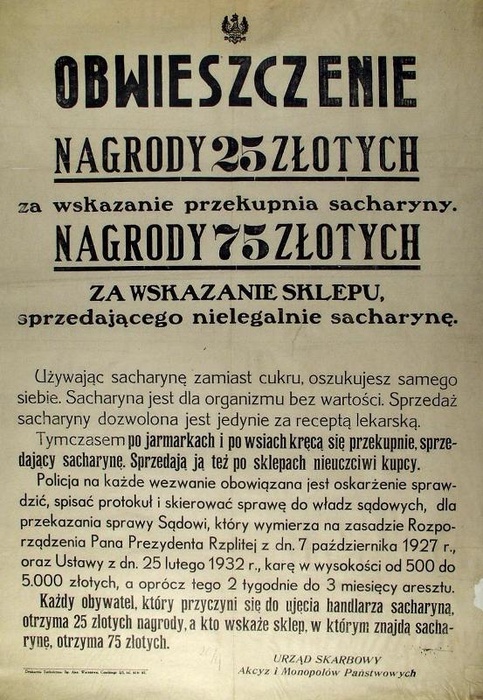 OBWIESZCZENIE
NAGRODY 25 ZŁOTYCH
za wskazanie przekupnia sacharyny.
NAGRODY 75 ZŁOTYCH
ZA WSKAZANIE SKLEPU,
sprzedającego nielegalnie sacharynę.
Używając sacharynę zamiast cukru, oszukujesz samego
siebie. Sacharyna jest dla organizmu bez wartości. Sprzedaż
sacharyny dozwolona jest jedynie za receptą lekarską.
Tymczasem po jarmarkach i po wsiach kręcą się przekupnie, sprze-
dający sacharynę. Sprzedają ją też po sklepach nieuczciwi kupcy.
Policja na każde wezwanie obowiązana jest oskarżenie spraw-
dzić, spisać protokuł i skierować sprawę do władz sądowych, dla
przekazania sprawy Sądowi, który wymierza na zasadzie Rozpo-
rządzenia Pana Prezydenta Rzplitej z dn. 7 października 1927 r.,
oraz Ustawy z dn. 25 lutego 1932 r., karę w wysokości od 500 do
5.000 złotych, a oprócz tego 2 tygodnie do 3 miesięcy aresztu.
Każdy obywatel, który przyczyni się do ujęcia handlarza sacharyną,
otrzyma 25 złotych nagrody, a kto wskaże sklep, w którym znajdą sacha-
rynę, otrzyma 75 złotych.
URZĄD SKARBOWY
Akcyz i Monopolów Państwowych